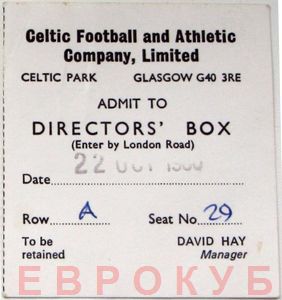 Celtic Football and Athletic
Company, Limited
CELTIC PARK GLASGOW G40 3RE
ADMIT TO
DIRECTORS' BOX
(Enter by London Road)
22 OCT
Date
Row A Seat No. 29
To be retained
DAVID HAY
Manager
ЕВРОКУБ